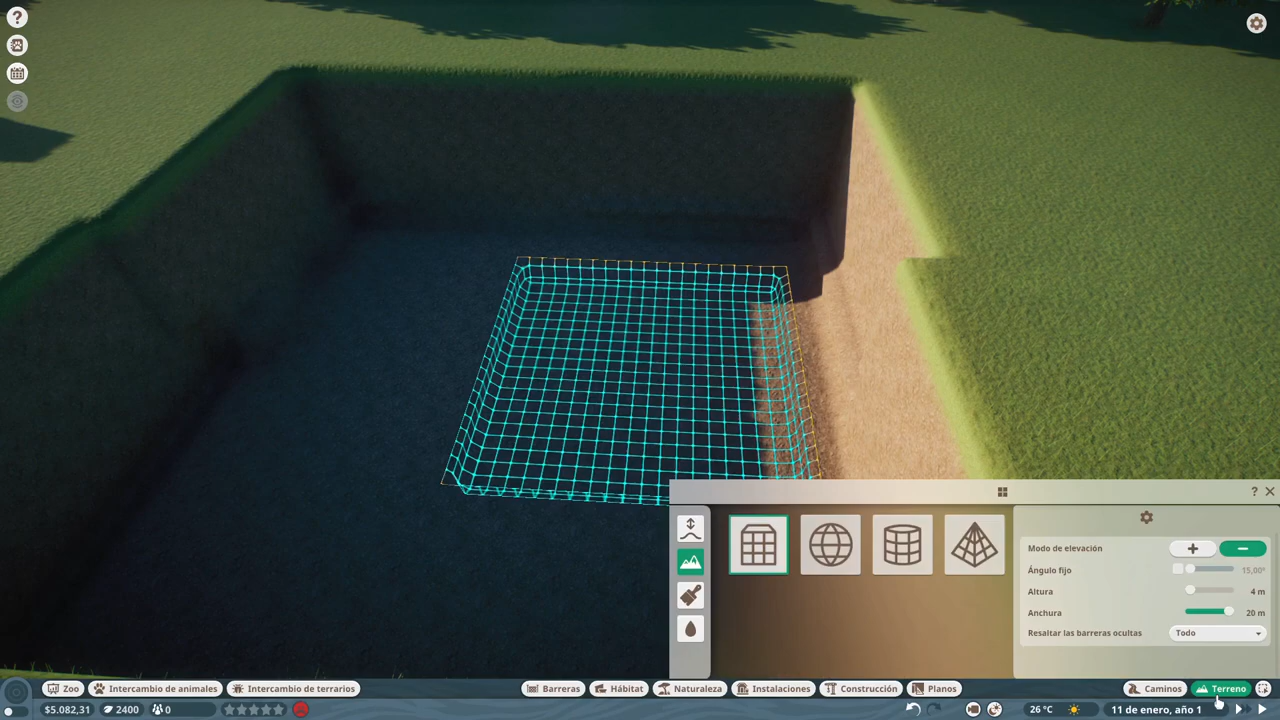 ?
? X
Modo de elevación + −
Ángulo fijo 15,00°
Altura 4 m
Anchura 20 m
Resaltar las barreras ocultas Todo
Zoo Intercambio de animales Intercambio de terrarios Barreras Hábitat Naturaleza Instalaciones Construcción Planos Caminos Terreno
$5.082,31 2400 0 26 °C 11 de enero, año 1